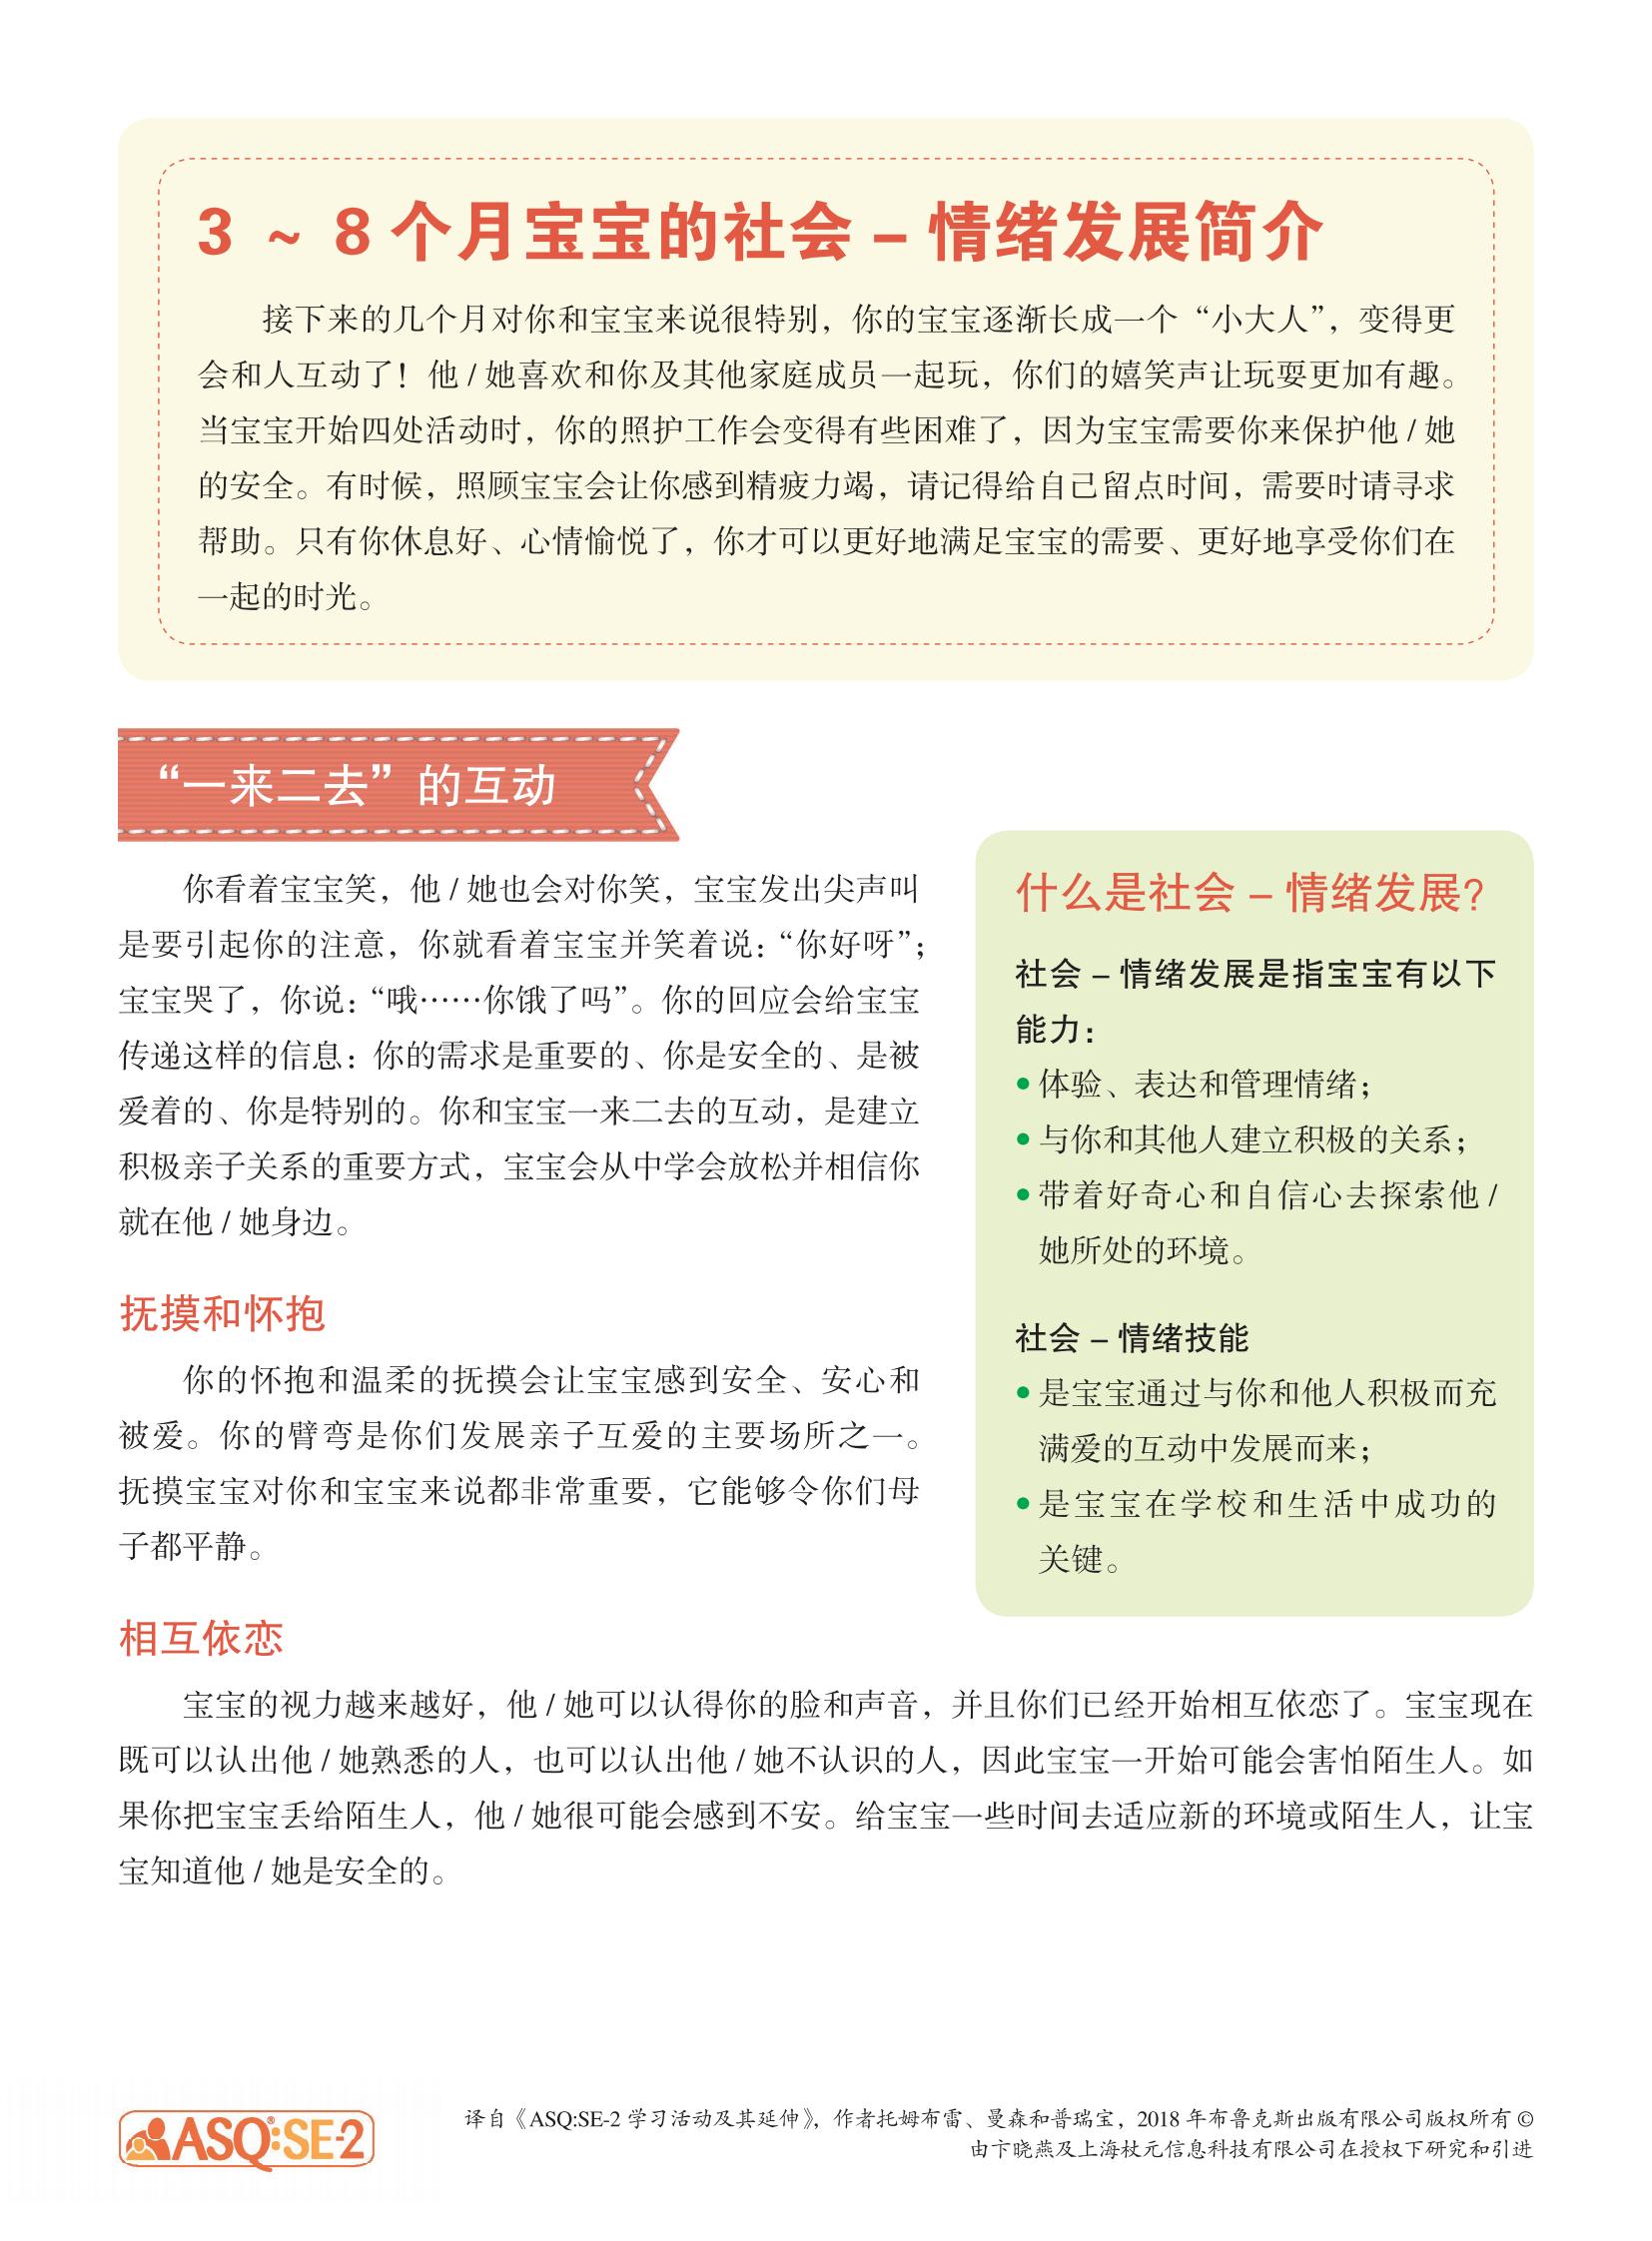 3 ~ 8 个月宝宝的社会 – 情绪发展简介
接下来的几个月对你和宝宝来说很特别，你的宝宝逐渐长成一个“小大人”，变得更
会和人互动了！他 / 她喜欢和你及其他家庭成员一起玩，你们的嬉笑声让玩耍更加有趣。
当宝宝开始四处活动时，你的照护工作会变得有些困难了，因为宝宝需要你来保护他 / 她
的安全。有时候，照顾宝宝会让你感到精疲力竭，请记得给自己留点时间，需要时请寻求
帮助。只有你休息好、心情愉悦了，你才可以更好地满足宝宝的需要、更好地享受你们在
一起的时光。
“一来二去”的互动
你看着宝宝笑，他 / 她也会对你笑，宝宝发出尖声叫
是要引起你的注意，你就看着宝宝并笑着说：“你好呀”；
宝宝哭了，你说：“哦……你饿了吗”。你的回应会给宝宝
传递这样的信息：你的需求是重要的、你是安全的、是被
爱着的、你是特别的。你和宝宝一来二去的互动，是建立
积极亲子关系的重要方式，宝宝会从中学会放松并相信你
就在他 / 她身边。
抚摸和怀抱
你的怀抱和温柔的抚摸会让宝宝感到安全、安心和
被爱。你的臂弯是你们发展亲子互爱的主要场所之一。
抚摸宝宝对你和宝宝来说都非常重要，它能够令你们母
子都平静。
什么是社会 – 情绪发展？
社会 – 情绪发展是指宝宝有以下
能力：
• 体验、表达和管理情绪；
• 与你和其他人建立积极的关系；
• 带着好奇心和自信心去探索他 /
她所处的环境。
社会 – 情绪技能
• 是宝宝通过与你和他人积极而充
满爱的互动中发展而来；
• 是宝宝在学校和生活中成功的
关键。
相互依恋
宝宝的视力越来越好，他 / 她可以认得你的脸和声音，并且你们已经开始相互依恋了。宝宝现在
既可以认出他 / 她熟悉的人，也可以认出他 / 她不认识的人，因此宝宝一开始可能会害怕陌生人。如
果你把宝宝丢给陌生人，他 / 她很可能会感到不安。给宝宝一些时间去适应新的环境或陌生人，让宝
宝知道他 / 她是安全的。
ASQ®:SE-2
译自《ASQ:SE-2 学习活动及其延伸》，作者托姆布雷、曼森和普瑞宝，2018 年布鲁克斯出版有限公司版权所有 ©
由卞晓燕及上海杖元信息科技有限公司在授权下研究和引进